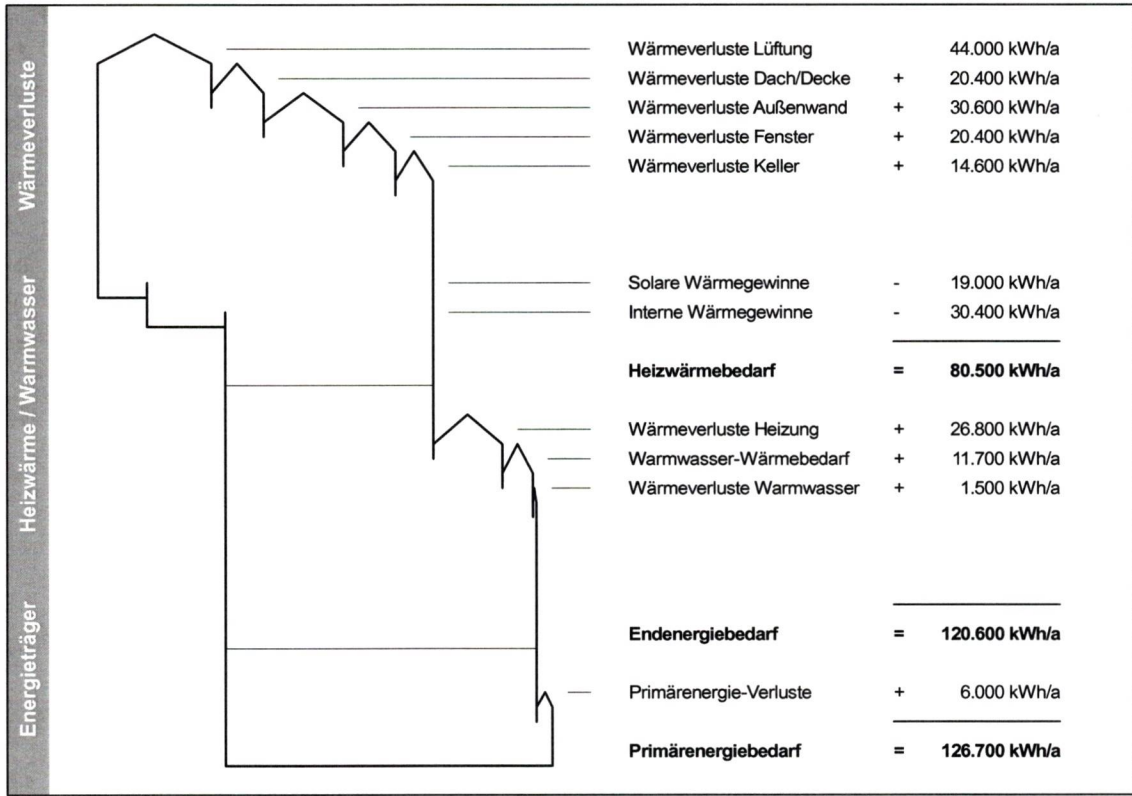 Wärmeverluste
Wärmeverluste Lüftung 44.000 kWh/a
Wärmeverluste Dach/Decke + 20.400 kWh/a
Wärmeverluste Außenwand + 30.600 kWh/a
Wärmeverluste Fenster + 20.400 kWh/a
Wärmeverluste Keller + 14.600 kWh/a
Heizwärme / Warmwasser
Solare Wärmegewinne - 19.000 kWh/a
Interne Wärmegewinne - 30.400 kWh/a
Heizwärmebedarf = 80.500 kWh/a
Wärmeverluste Heizung + 26.800 kWh/a
Warmwasser-Wärmebedarf + 11.700 kWh/a
Wärmeverluste Warmwasser + 1.500 kWh/a
Energieträger
Endenergiebedarf = 120.600 kWh/a
Primärenergie-Verluste + 6.000 kWh/a
Primärenergiebedarf = 126.700 kWh/a